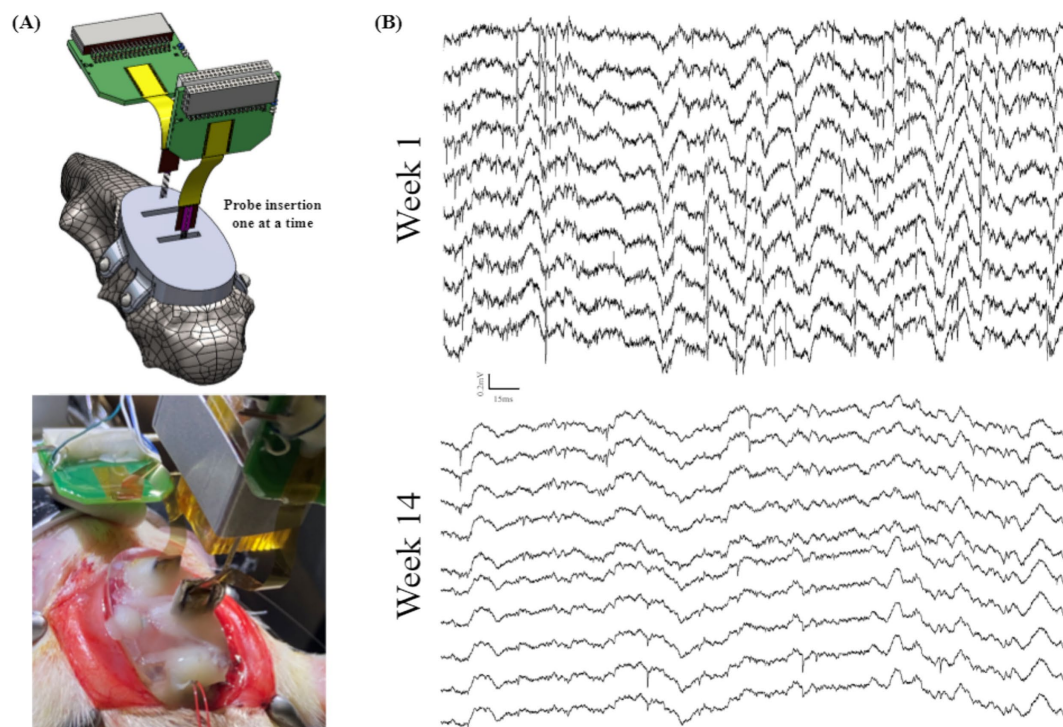 (A)
Probe insertion
one at a time
(B)
Week 1
0.2mV
15ms
Week 14